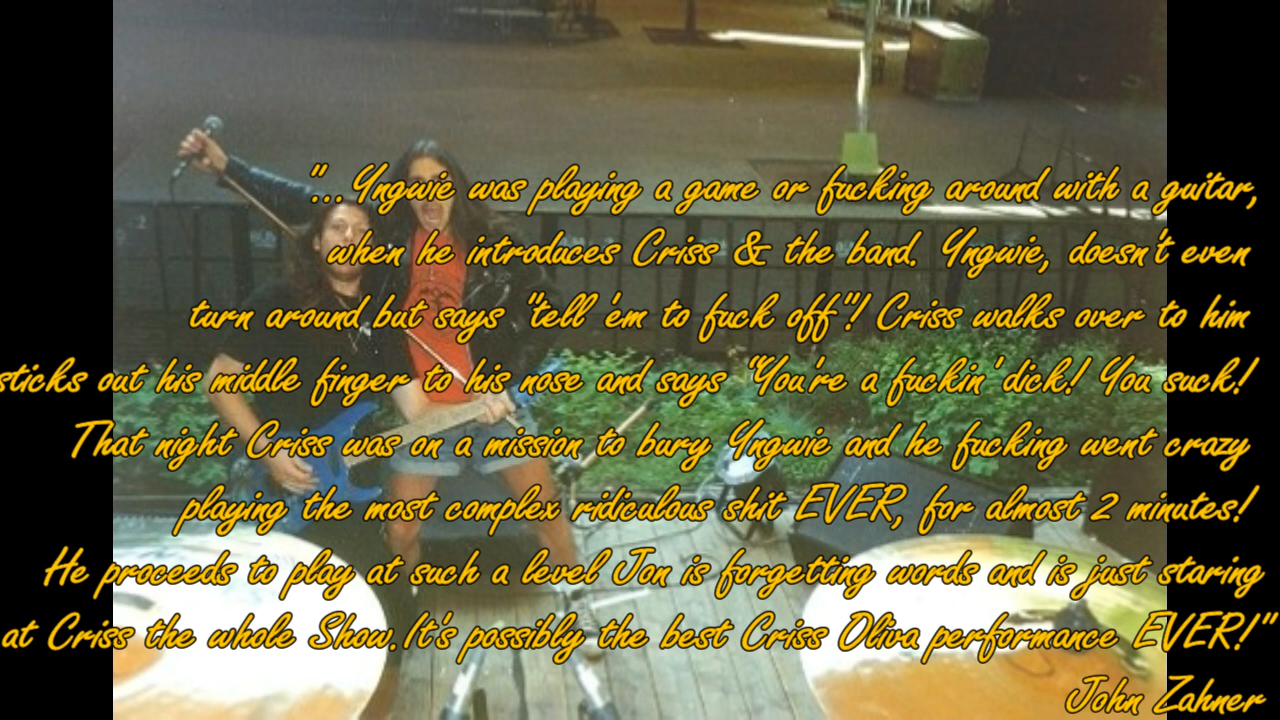 "...Yngwie was playing a game or fucking around with a guitar,
when he introduces Criss & the band. Yngwie, doesn't even
turn around but says "tell 'em to fuck off"! Criss walks over to him
sticks out his middle finger to his nose and says "You're a fuckin' dick! You suck!
That night Criss was on a mission to bury Yngwie and he fucking went crazy
playing the most complex ridiculous shit EVER, for almost 2 minutes!
He proceeds to play at such a level Jon is forgetting words and is just staring
at Criss the whole Show.It's possibly the best Criss Oliva performance EVER!"
John Zahner